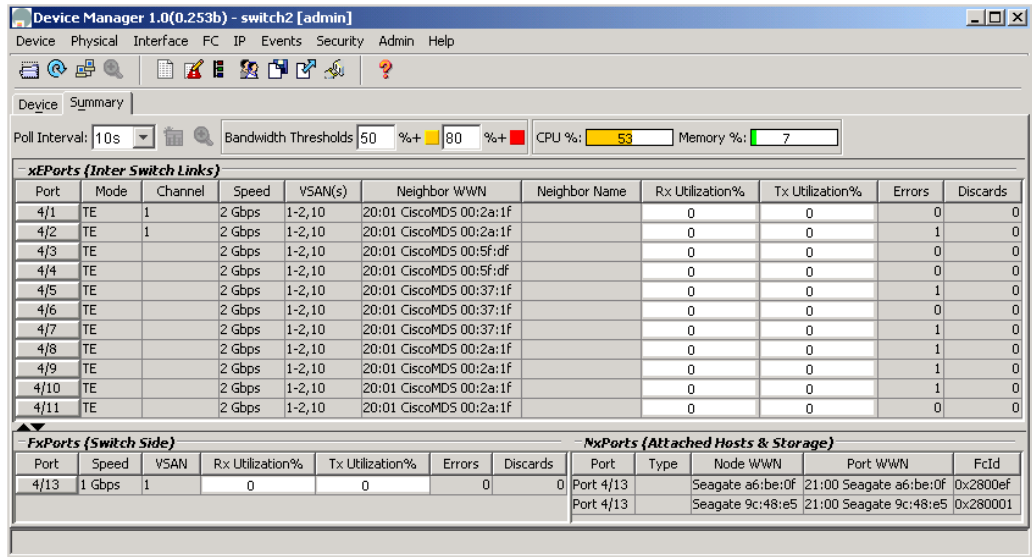 Device Manager 1.0(0.253b) - switch2 [admin]
Device Physical Interface FC IP Events Security Admin Help
Device Summary
Poll Interval: 10s Bandwidth Thresholds 50 %+ 80 %+ CPU %: 53 Memory %: 7
xEPorts (Inter Switch Links)
Port Mode Channel Speed VSAN(s) Neighbor WWN Neighbor Name Rx Utilization% Tx Utilization% Errors Discards
4/1 TE 1 2 Gbps 1-2,10 20:01 CiscoMDS 00:2a:1f 0 0 0 0
4/2 TE 1 2 Gbps 1-2,10 20:01 CiscoMDS 00:2a:1f 0 0 1 0
4/3 TE 2 Gbps 1-2,10 20:01 CiscoMDS 00:5f:df 0 0 0 0
4/4 TE 2 Gbps 1-2,10 20:01 CiscoMDS 00:5f:df 0 0 0 0
4/5 TE 2 Gbps 1-2,10 20:01 CiscoMDS 00:37:1f 0 0 1 0
4/6 TE 2 Gbps 1-2,10 20:01 CiscoMDS 00:37:1f 0 0 0 0
4/7 TE 2 Gbps 1-2,10 20:01 CiscoMDS 00:37:1f 0 0 1 0
4/8 TE 2 Gbps 1-2,10 20:01 CiscoMDS 00:2a:1f 0 0 1 0
4/9 TE 2 Gbps 1-2,10 20:01 CiscoMDS 00:2a:1f 0 0 1 0
4/10 TE 2 Gbps 1-2,10 20:01 CiscoMDS 00:2a:1f 0 0 1 0
4/11 TE 2 Gbps 1-2,10 20:01 CiscoMDS 00:2a:1f 0 0 0 0
FxPorts (Switch Side)
Port Speed VSAN Rx Utilization% Tx Utilization% Errors Discards
4/13 1 Gbps 1 0 0 0 0
NxPorts (Attached Hosts & Storage)
Port Type Node WWN Port WWN FcId
Port 4/13 Seagate a6:be:0f 21:00 Seagate a6:be:0f 0x2800ef
Port 4/13 Seagate 9c:48:e5 21:00 Seagate 9c:48:e5 0x280001